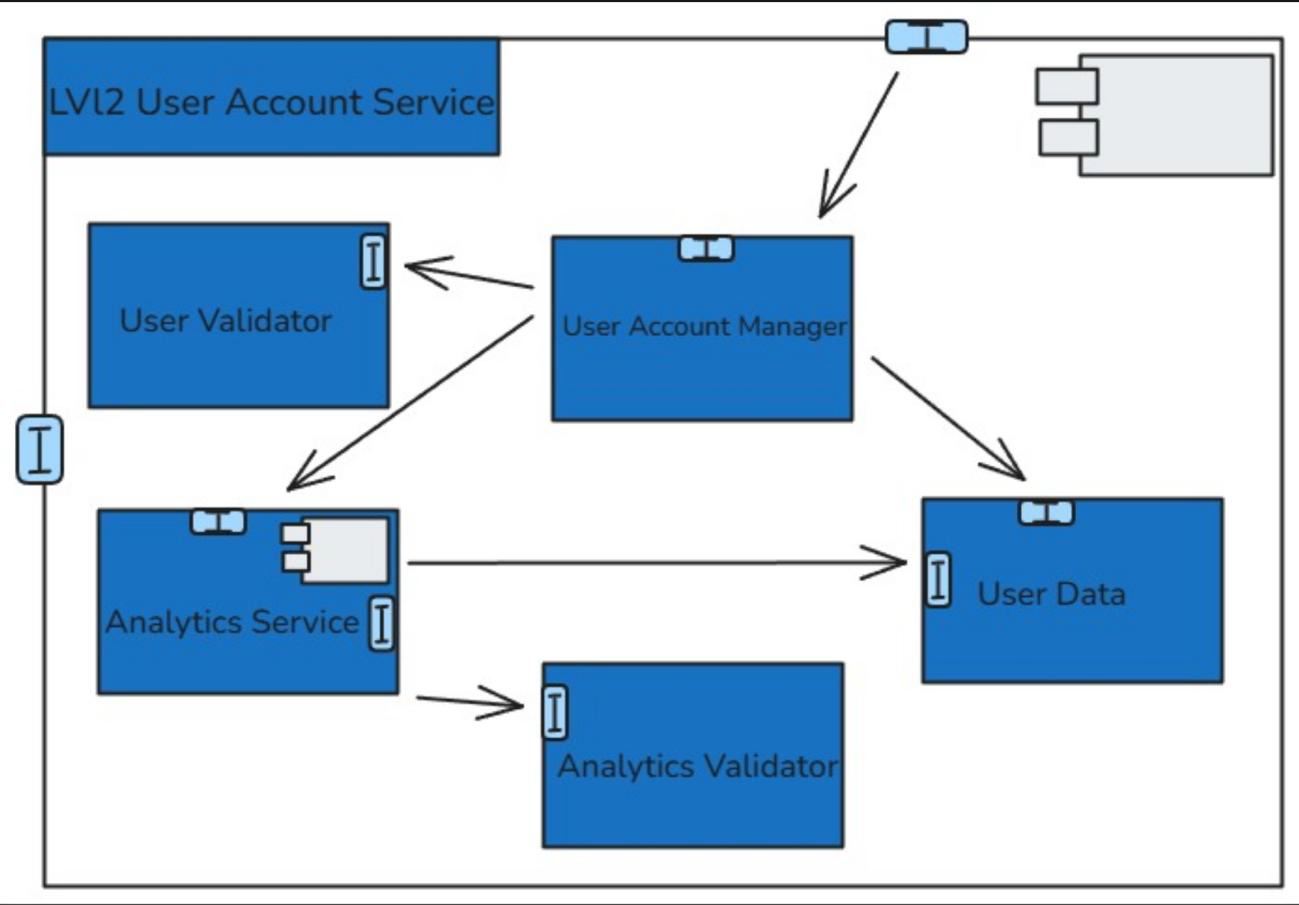 LVl2 User Account Service
User Validator
User Account Manager
Analytics Service
User Data
Analytics Validator